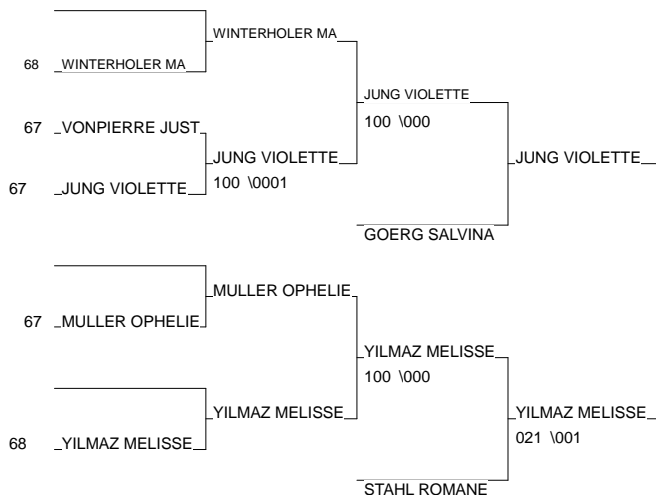 WINTERHOLER MA
68 WINTERHOLER MA
JUNG VIOLETTE
100 \000
67 VONPIERRE JUST
JUNG VIOLETTE
100 \0001
JUNG VIOLETTE
67 JUNG VIOLETTE
GOERG SALVINA
MULLER OPHELIE
67 MULLER OPHELIE
YILMAZ MELISSE
100 \000
YILMAZ MELISSE
YILMAZ MELISSE
021 \001
68 YILMAZ MELISSE
STAHL ROMANE